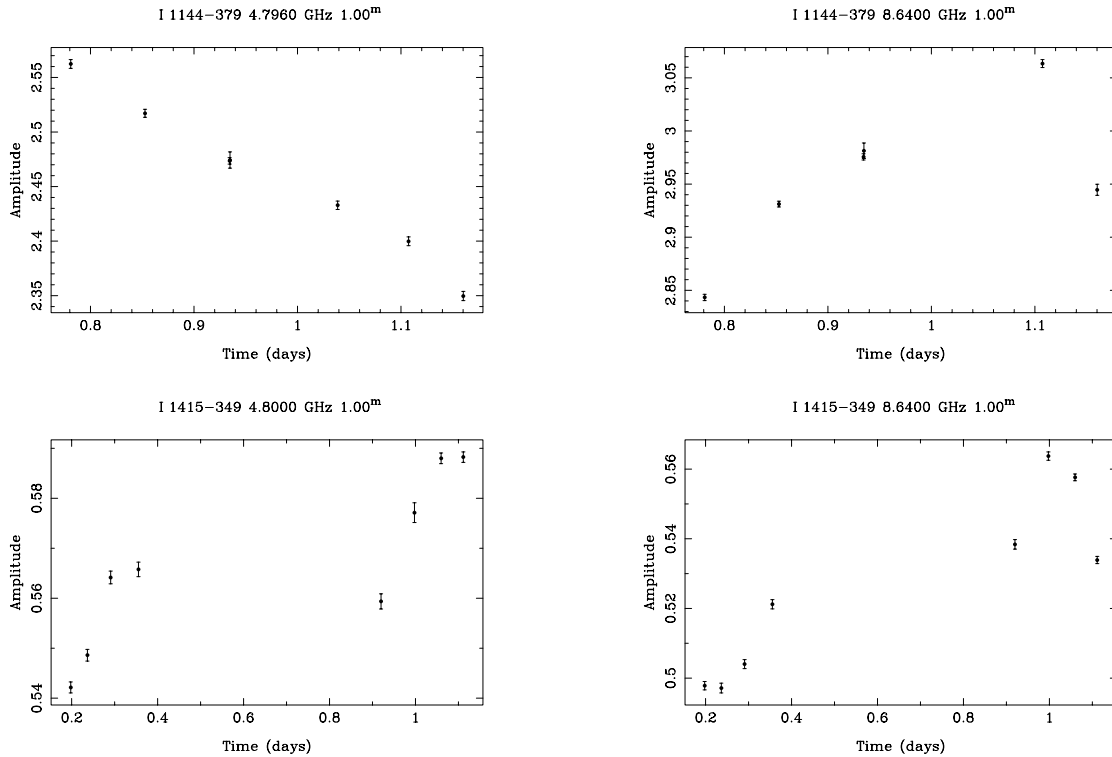 I 1144−379 4.7960 GHz 1.00m
Amplitude
2.55
2.5
2.45
2.4
2.35
0.8 0.9 1 1.1
Time (days)
I 1144−379 8.6400 GHz 1.00m
Amplitude
3.05
3
2.95
2.9
2.85
0.8 0.9 1 1.1
Time (days)
I 1415−349 4.8000 GHz 1.00m
Amplitude
0.58
0.56
0.54
0.2 0.4 0.6 0.8 1
Time (days)
I 1415−349 8.6400 GHz 1.00m
Amplitude
0.56
0.54
0.52
0.5
0.2 0.4 0.6 0.8 1
Time (days)